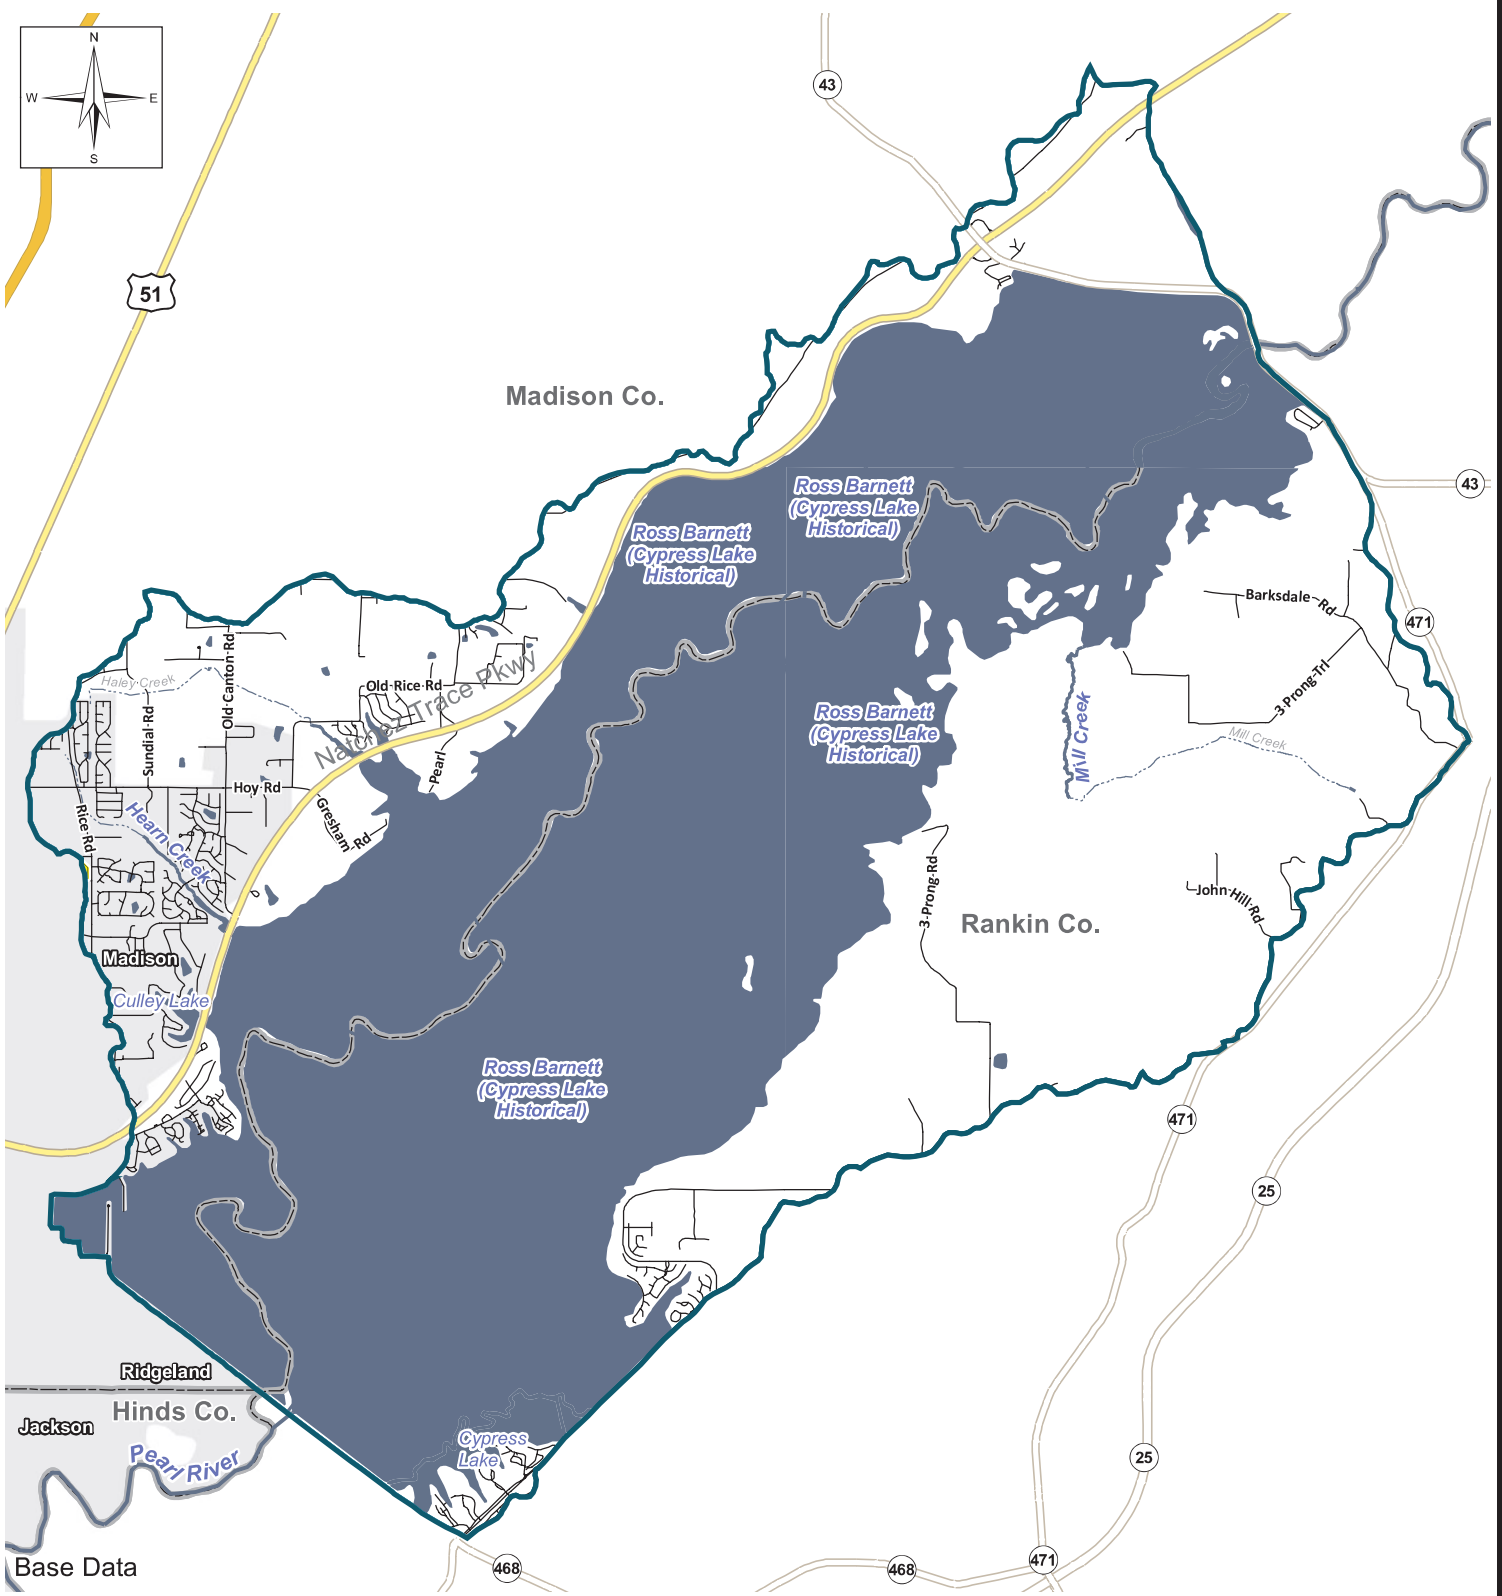 N
W E
S
43
51
Madison Co.
Ross Barnett
(Cypress Lake
Historical)
Ross Barnett
(Cypress Lake
Historical)
43
Barksdale Rd
471
Old Canton Rd
Haley Creek
Old Rice Rd
Natchez Trace Pkwy
3-Prong-Trl
Sundial Rd
Ross Barnett
(Cypress Lake
Historical)
Mill Creek
Mill Creek
Pearl
Hoy Rd
Rice Rd
Hearn Creek
Gresham Rd
3-Prong-Rd
John Hill Rd
Rankin Co.
Madison
Culley Lake
Ross Barnett
(Cypress Lake
Historical)
471
25
Ridgeland
Hinds Co.
Jackson
Pearl River
Cypress
Lake
25
Base Data
468
468
471